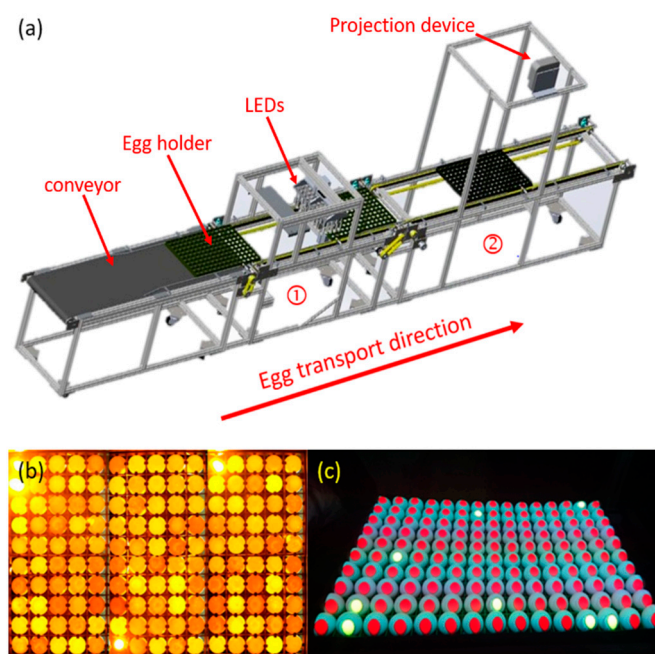 (a)
Projection device
LEDs
Egg holder
conveyor
①
②
Egg transport direction
(b)
(c)